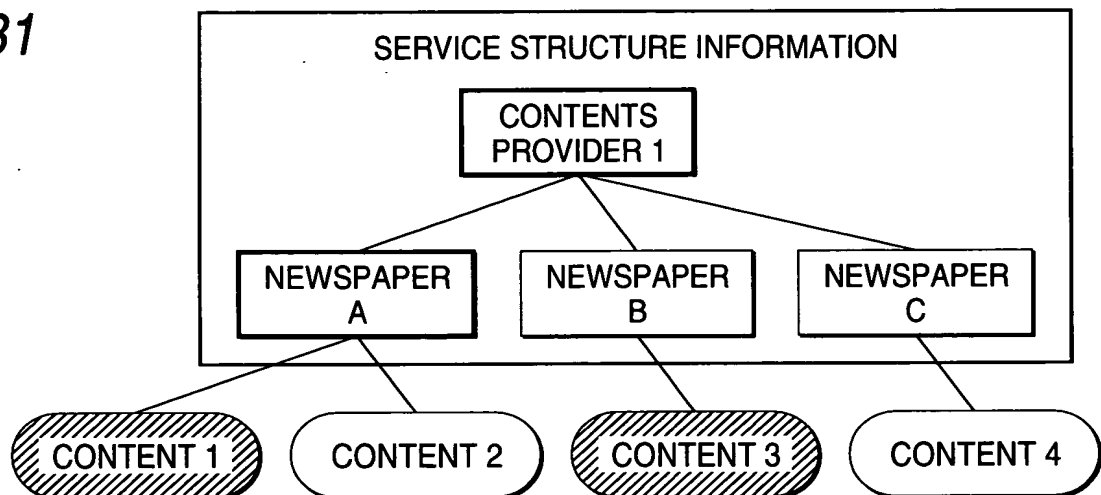 31
SERVICE STRUCTURE INFORMATION
CONTENTS
PROVIDER 1
NEWSPAPER
A
NEWSPAPER
B
NEWSPAPER
C
CONTENT 1
CONTENT 2
CONTENT 3
CONTENT 4